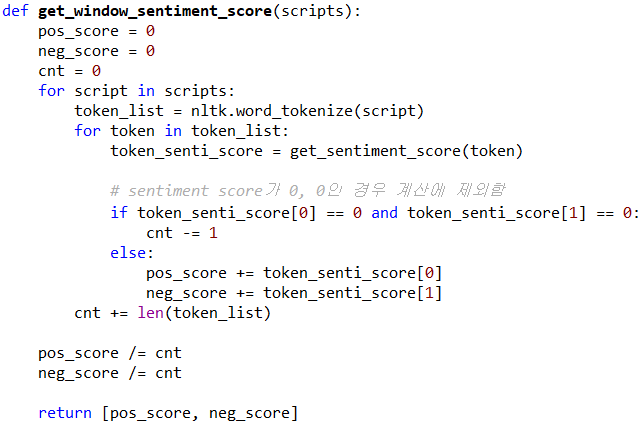 def get_window_sentiment_score(scripts):
    pos_score = 0
    neg_score = 0
    cnt = 0
    for script in scripts:
        token_list = nltk.word_tokenize(script)
        for token in token_list:
            token_senti_score = get_sentiment_score(token)

            # sentiment score가 0, 0인 경우 계산에 제외함
            if token_senti_score[0] == 0 and token_senti_score[1] == 0:
                cnt -= 1
            else:
                pos_score += token_senti_score[0]
                neg_score += token_senti_score[1]
        cnt += len(token_list)

    pos_score /= cnt
    neg_score /= cnt

    return [pos_score, neg_score]